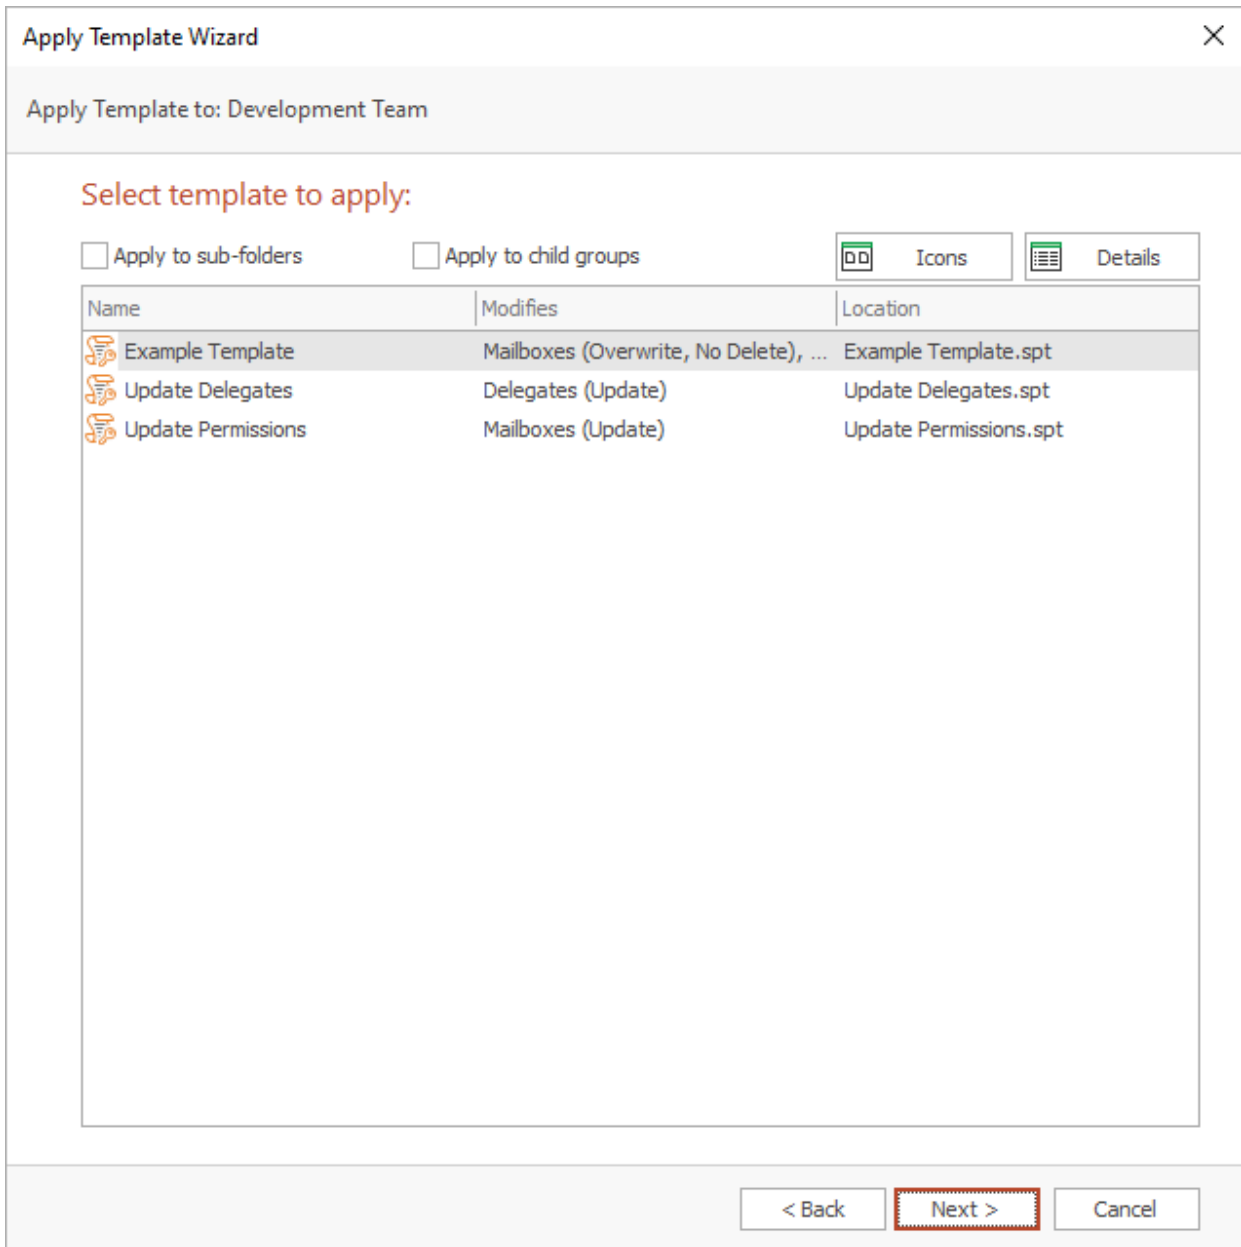 Apply Template Wizard
Apply Template to: Development Team
Select template to apply:
Apply to sub-folders Apply to child groups Icons Details
Name Modifies Location
Example Template Mailboxes (Overwrite, No Delete), ... Example Template.spt
Update Delegates Delegates (Update) Update Delegates.spt
Update Permissions Mailboxes (Update) Update Permissions.spt
< Back Next > Cancel